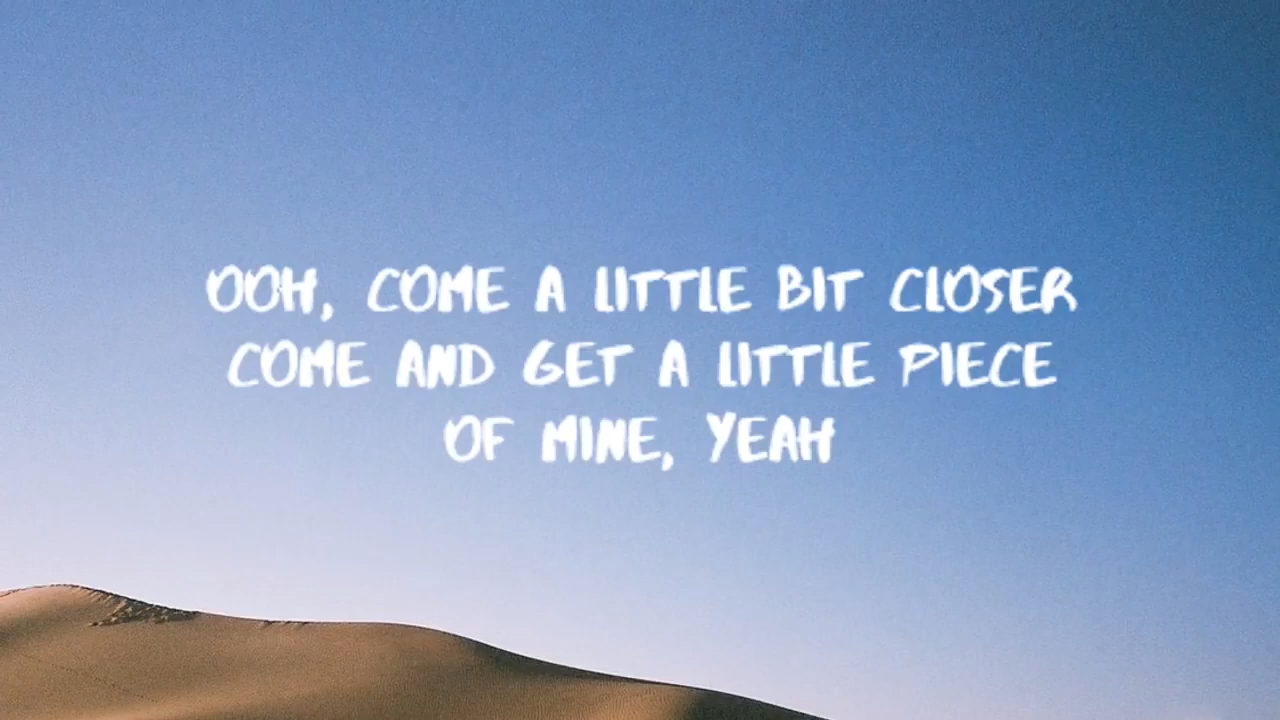 OOH, COME A LITTLE BIT CLOSER
COME AND GET A LITTLE PIECE
OF MINE, YEAH